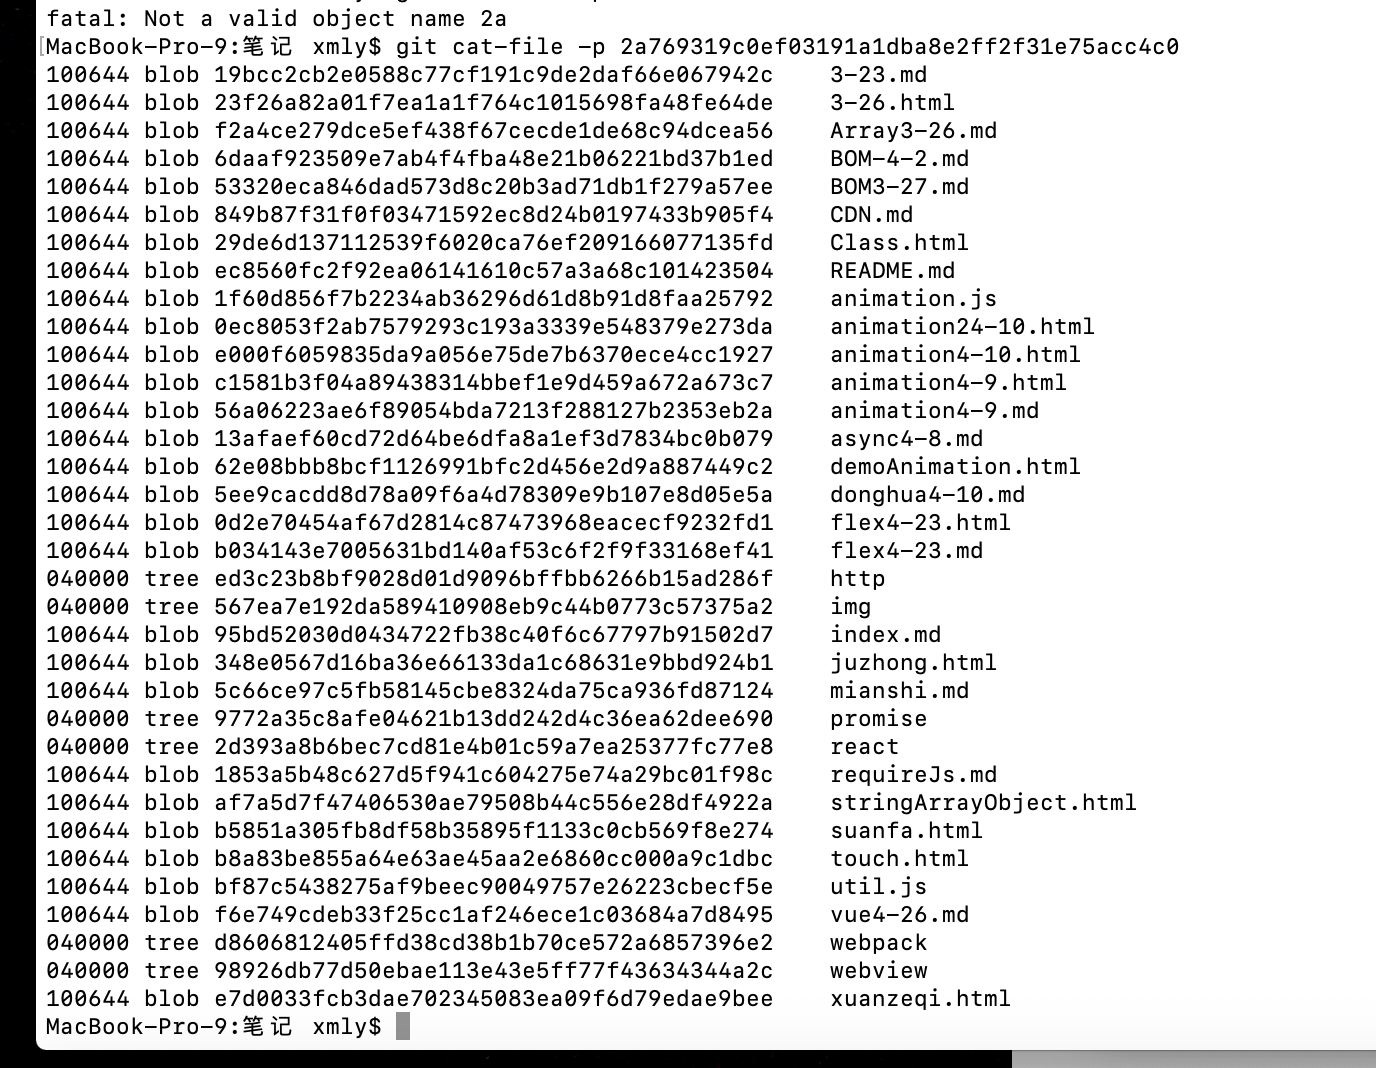 fatal: Not a valid object name 2a
[MacBook-Pro-9:笔记 xmly$ git cat-file -p 2a769319c0ef03191a1dba8e2ff2f31e75acc4c0
100644 blob 19bcc2cb2e0588c77cf191c9de2daf66e067942c    3-23.md
100644 blob 23f26a82a01f7ea1a1f764c1015698fa48fe64de    3-26.html
100644 blob f2a4ce279dce5ef438f67cecde1de68c94dcea56    Array3-26.md
100644 blob 6daaf923509e7ab4f4fba48e21b06221bd37b1ed    BOM-4-2.md
100644 blob 53320eca846dad573d8c20b3ad71db1f279a57ee    BOM3-27.md
100644 blob 849b87f31f0f03471592ec8d24b0197433b905f4    CDN.md
100644 blob 29de6d137112539f6020ca76ef209166077135fd    Class.html
100644 blob ec8560fc2f92ea06141610c57a3a68c101423504    README.md
100644 blob 1f60d856f7b2234ab36296d61d8b91d8faa25792    animation.js
100644 blob 0ec8053f2ab7579293c193a3339e548379e273da    animation24-10.html
100644 blob e000f6059835da9a056e75de7b6370ece4cc1927    animation4-10.html
100644 blob c1581b3f04a89438314bbef1e9d459a672a673c7    animation4-9.html
100644 blob 56a06223ae6f89054bda7213f288127b2353eb2a    animation4-9.md
100644 blob 13afaef60cd72d64be6dfa8a1ef3d7834bc0b079    async4-8.md
100644 blob 62e08bbb8bcf1126991bfc2d456e2d9a887449c2    demoAnimation.html
100644 blob 5ee9cacdd8d78a09f6a4d78309e9b107e8d05e5a    donghua4-10.md
100644 blob 0d2e70454af67d2814c87473968eacecf9232fd1    flex4-23.html
100644 blob b034143e7005631bd140af53c6f2f9f33168ef41    flex4-23.md
040000 tree ed3c23b8bf9028d01d9096bffbb6266b15ad286f    http
040000 tree 567ea7e192da589410908eb9c44b0773c57375a2    img
100644 blob 95bd52030d0434722fb38c40f6c67797b91502d7    index.md
100644 blob 348e0567d16ba36e66133da1c68631e9bbd924b1    juzhong.html
100644 blob 5c66ce97c5fb58145cbe8324da75ca936fd87124    mianshi.md
040000 tree 9772a35c8afe04621b13dd242d4c36ea62dee690    promise
040000 tree 2d393a8b6bec7cd81e4b01c59a7ea25377fc77e8    react
100644 blob 1853a5b48c627d5f941c604275e74a29bc01f98c    requireJs.md
100644 blob af7a5d7f47406530ae79508b44c556e28df4922a    stringArrayObject.html
100644 blob b5851a305fb8df58b35895f1133c0cb569f8e274    suanfa.html
100644 blob b8a83be855a64e63ae45aa2e6860cc000a9c1dbc    touch.html
100644 blob bf87c5438275af9beec90049757e26223cbecf5e    util.js
100644 blob f6e749cdeb33f25cc1af246ece1c03684a7d8495    vue4-26.md
040000 tree d8606812405ffd38cd38b1b70ce572a6857396e2    webpack
040000 tree 98926db77d50ebae113e43e5ff77f43634344a2c    webview
100644 blob e7d0033fcb3dae702345083ea09f6d79edae9bee    xuanzeqi.html
MacBook-Pro-9:笔记 xmly$